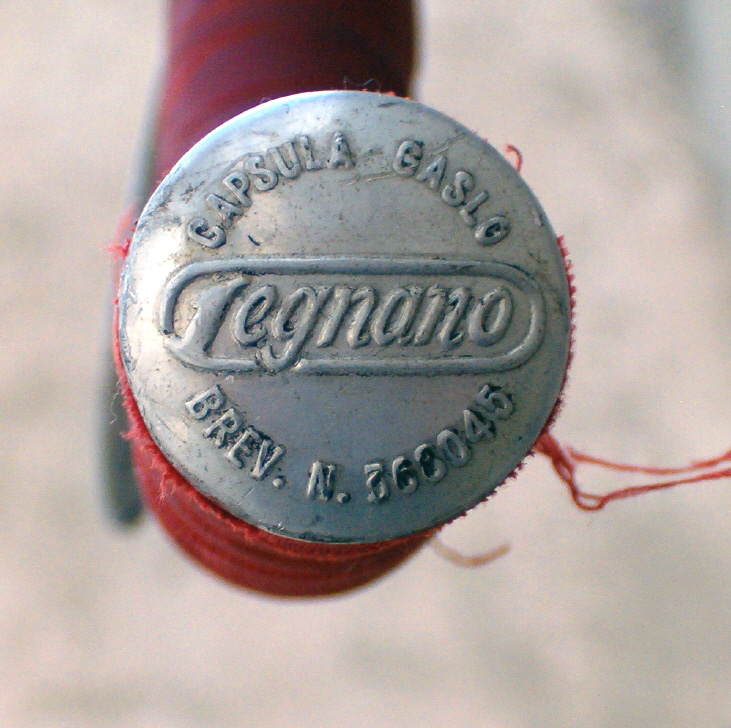 CAPSULA GASLO
Legnano
BREV. N. 368045